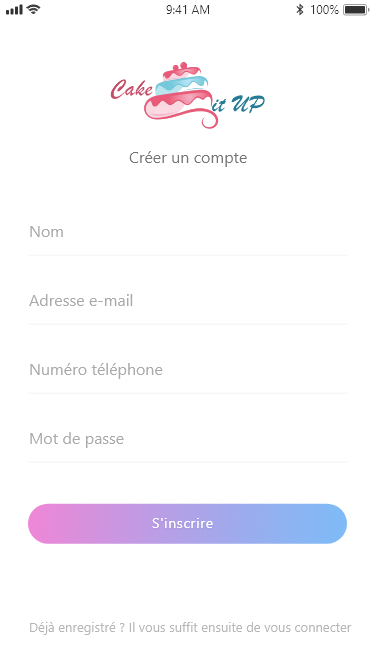 9:41 AM 100%
Cake it UP
Créer un compte
Nom
Adresse e-mail
Numéro téléphone
Mot de passe
S'inscrire
Déjà enregistré ? Il vous suffit ensuite de vous connecter